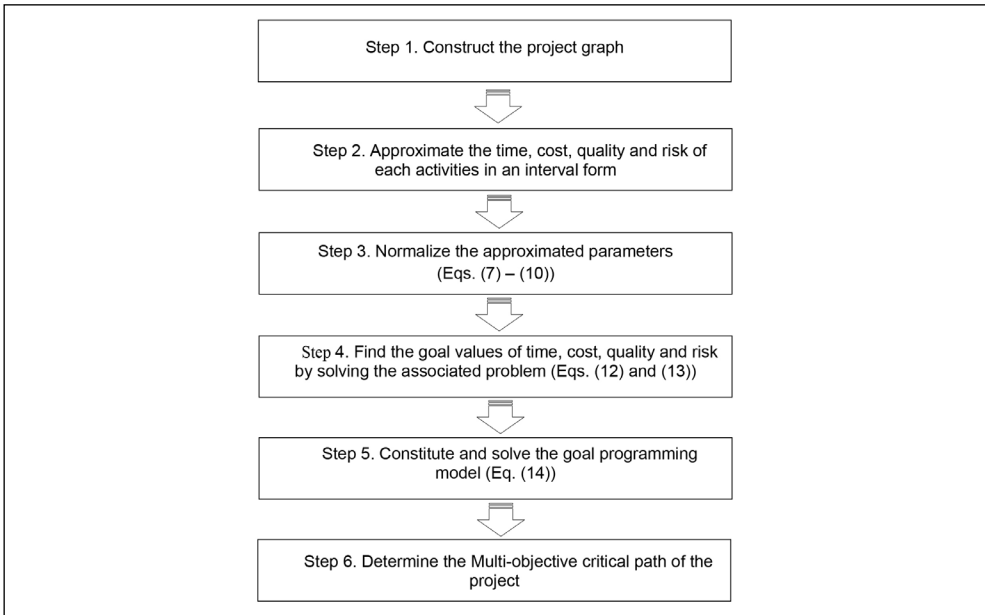 Step 1. Construct the project graph
Step 2. Approximate the time, cost, quality and risk of
each activities in an interval form
Step 3. Normalize the approximated parameters
(Eqs. (7) – (10))
Step 4. Find the goal values of time, cost, quality and risk
by solving the associated problem (Eqs. (12) and (13))
Step 5. Constitute and solve the goal programming
model (Eq. (14))
Step 6. Determine the Multi-objective critical path of the
project